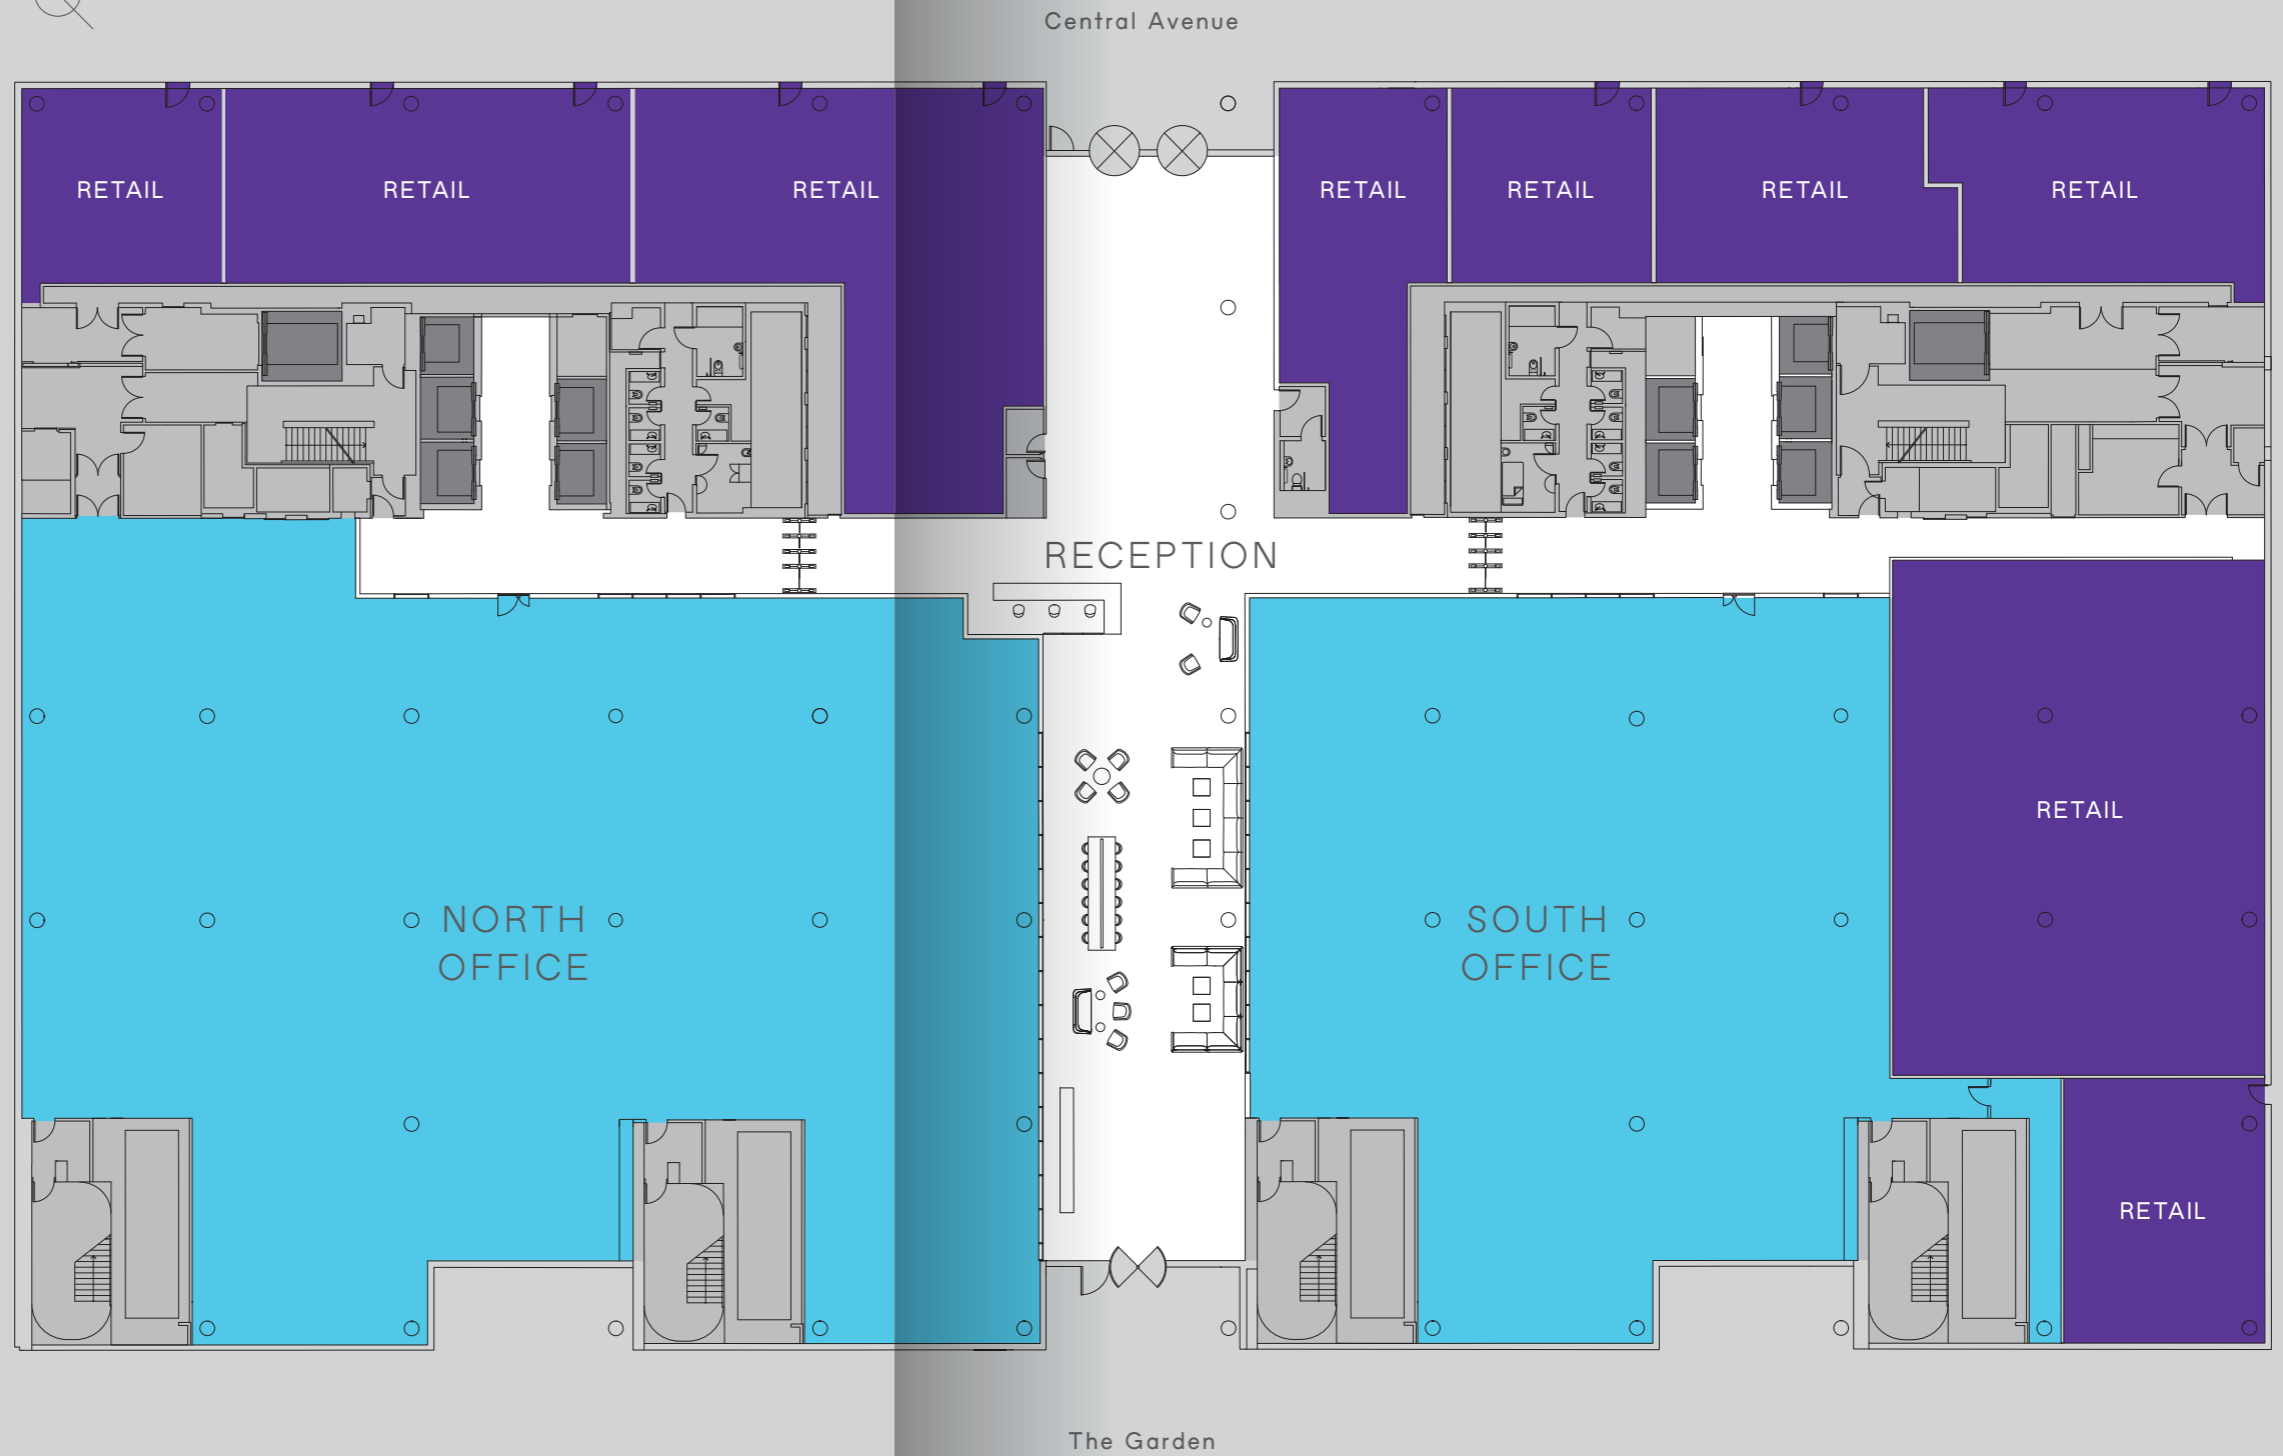 Central Avenue
RETAIL
RETAIL
RETAIL
RETAIL
RETAIL
RETAIL
RETAIL
RECEPTION
RETAIL
NORTH
OFFICE
SOUTH
OFFICE
RETAIL
The Garden